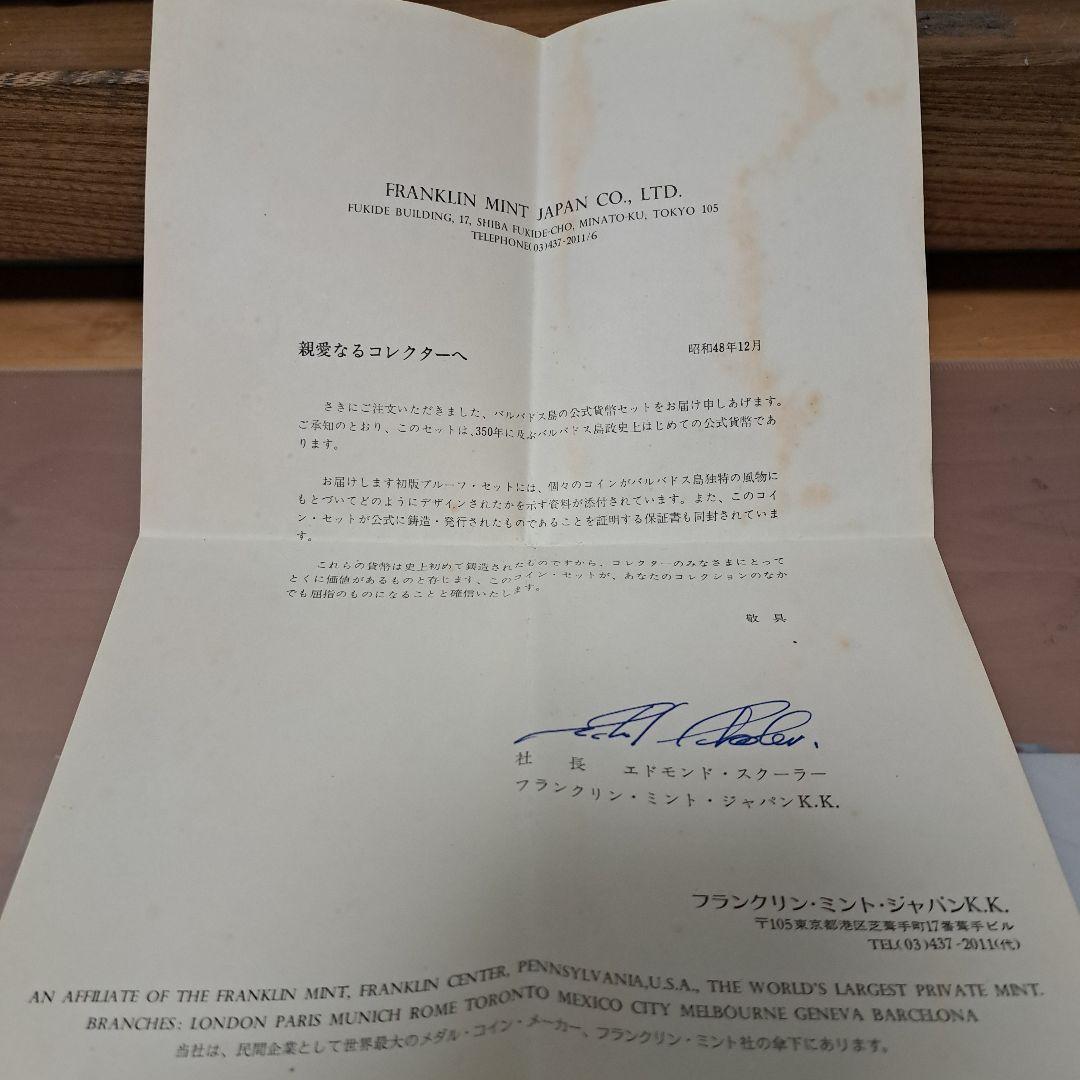 FRANKLIN MINT JAPAN CO., LTD.
FUKIDE BUILDING, 17, SHIBA FUKIDE-CHO, MINATO-KU, TOKYO 105
TELEPHONE(03)437-2011/6
親愛なるコレクターへ
昭和48年12月
さきにご注文いただきました、バルバドス島の公式貨幣セットをお届け申しあげます。
ご承知のとおり、このセットは、350年に及ぶバルバドス島政史上はじめての公式貨幣であ
ります。
お届けします初版プルーフ・セットには、個々のコインがバルバドス島独特の風物に
もとづいてどのようにデザインされたかを示す資料が添付されています。また、このコイ
ン・セットが公式に鋳造・発行されたものであることを証明する保証書も同封されていま
す。
これらの貨幣は史上初めて鋳造されたものですから、コレクターのみなさまにとって
とくに価値があるものと存じます、このコイン・セットが、あなたのコレクションのなか
でも屈指のものになることと確信いたします。
敬具
社長 エドモンド・スクーラー
フランクリン・ミント・ジャパンK.K.
フランクリン・ミント・ジャパンK.K.
〒105東京都港区芝葺手町17番葺手ビル
TEL(03)437-2011(代)
AN AFFILIATE OF THE FRANKLIN MINT, FRANKLIN CENTER, PENNSYLVANIA,U.S.A., THE WORLD'S LARGEST PRIVATE MINT.
BRANCHES: LONDON PARIS MUNICH ROME TORONTO MEXICO CITY MELBOURNE GENEVA BARCELONA
当社は、民間企業として世界最大のメダル・コイン・メーカー、フランクリン・ミント社の傘下にあります。